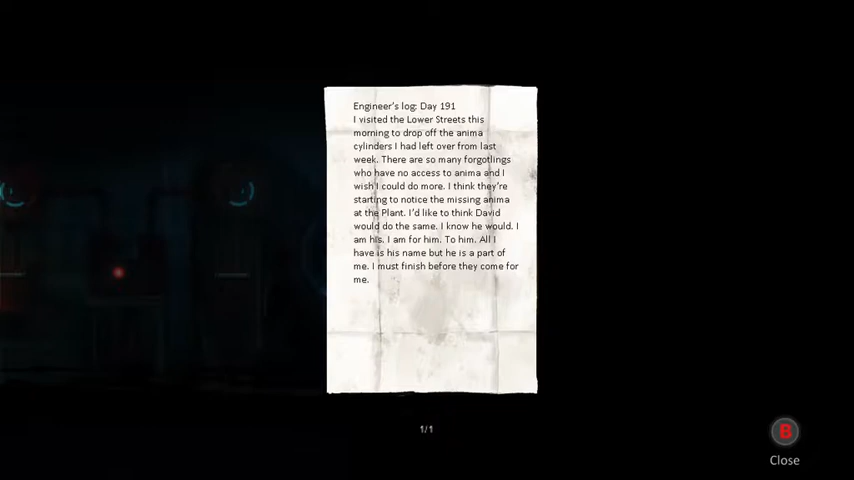 Engineer's log: Day 191
I visited the Lower Streets this
morning to drop off the anima
cylinders I had left over from last
week. There are so many forgotlings
who have no access to anima and I
wish I could do more. I think they're
starting to notice the missing anima
at the Plant. I'd like to think David
would do the same. I know he would. I
am his. I am for him. To him. All I
have is his name but he is a part of
me. I must finish before they come for
me.
1/1
B
Close